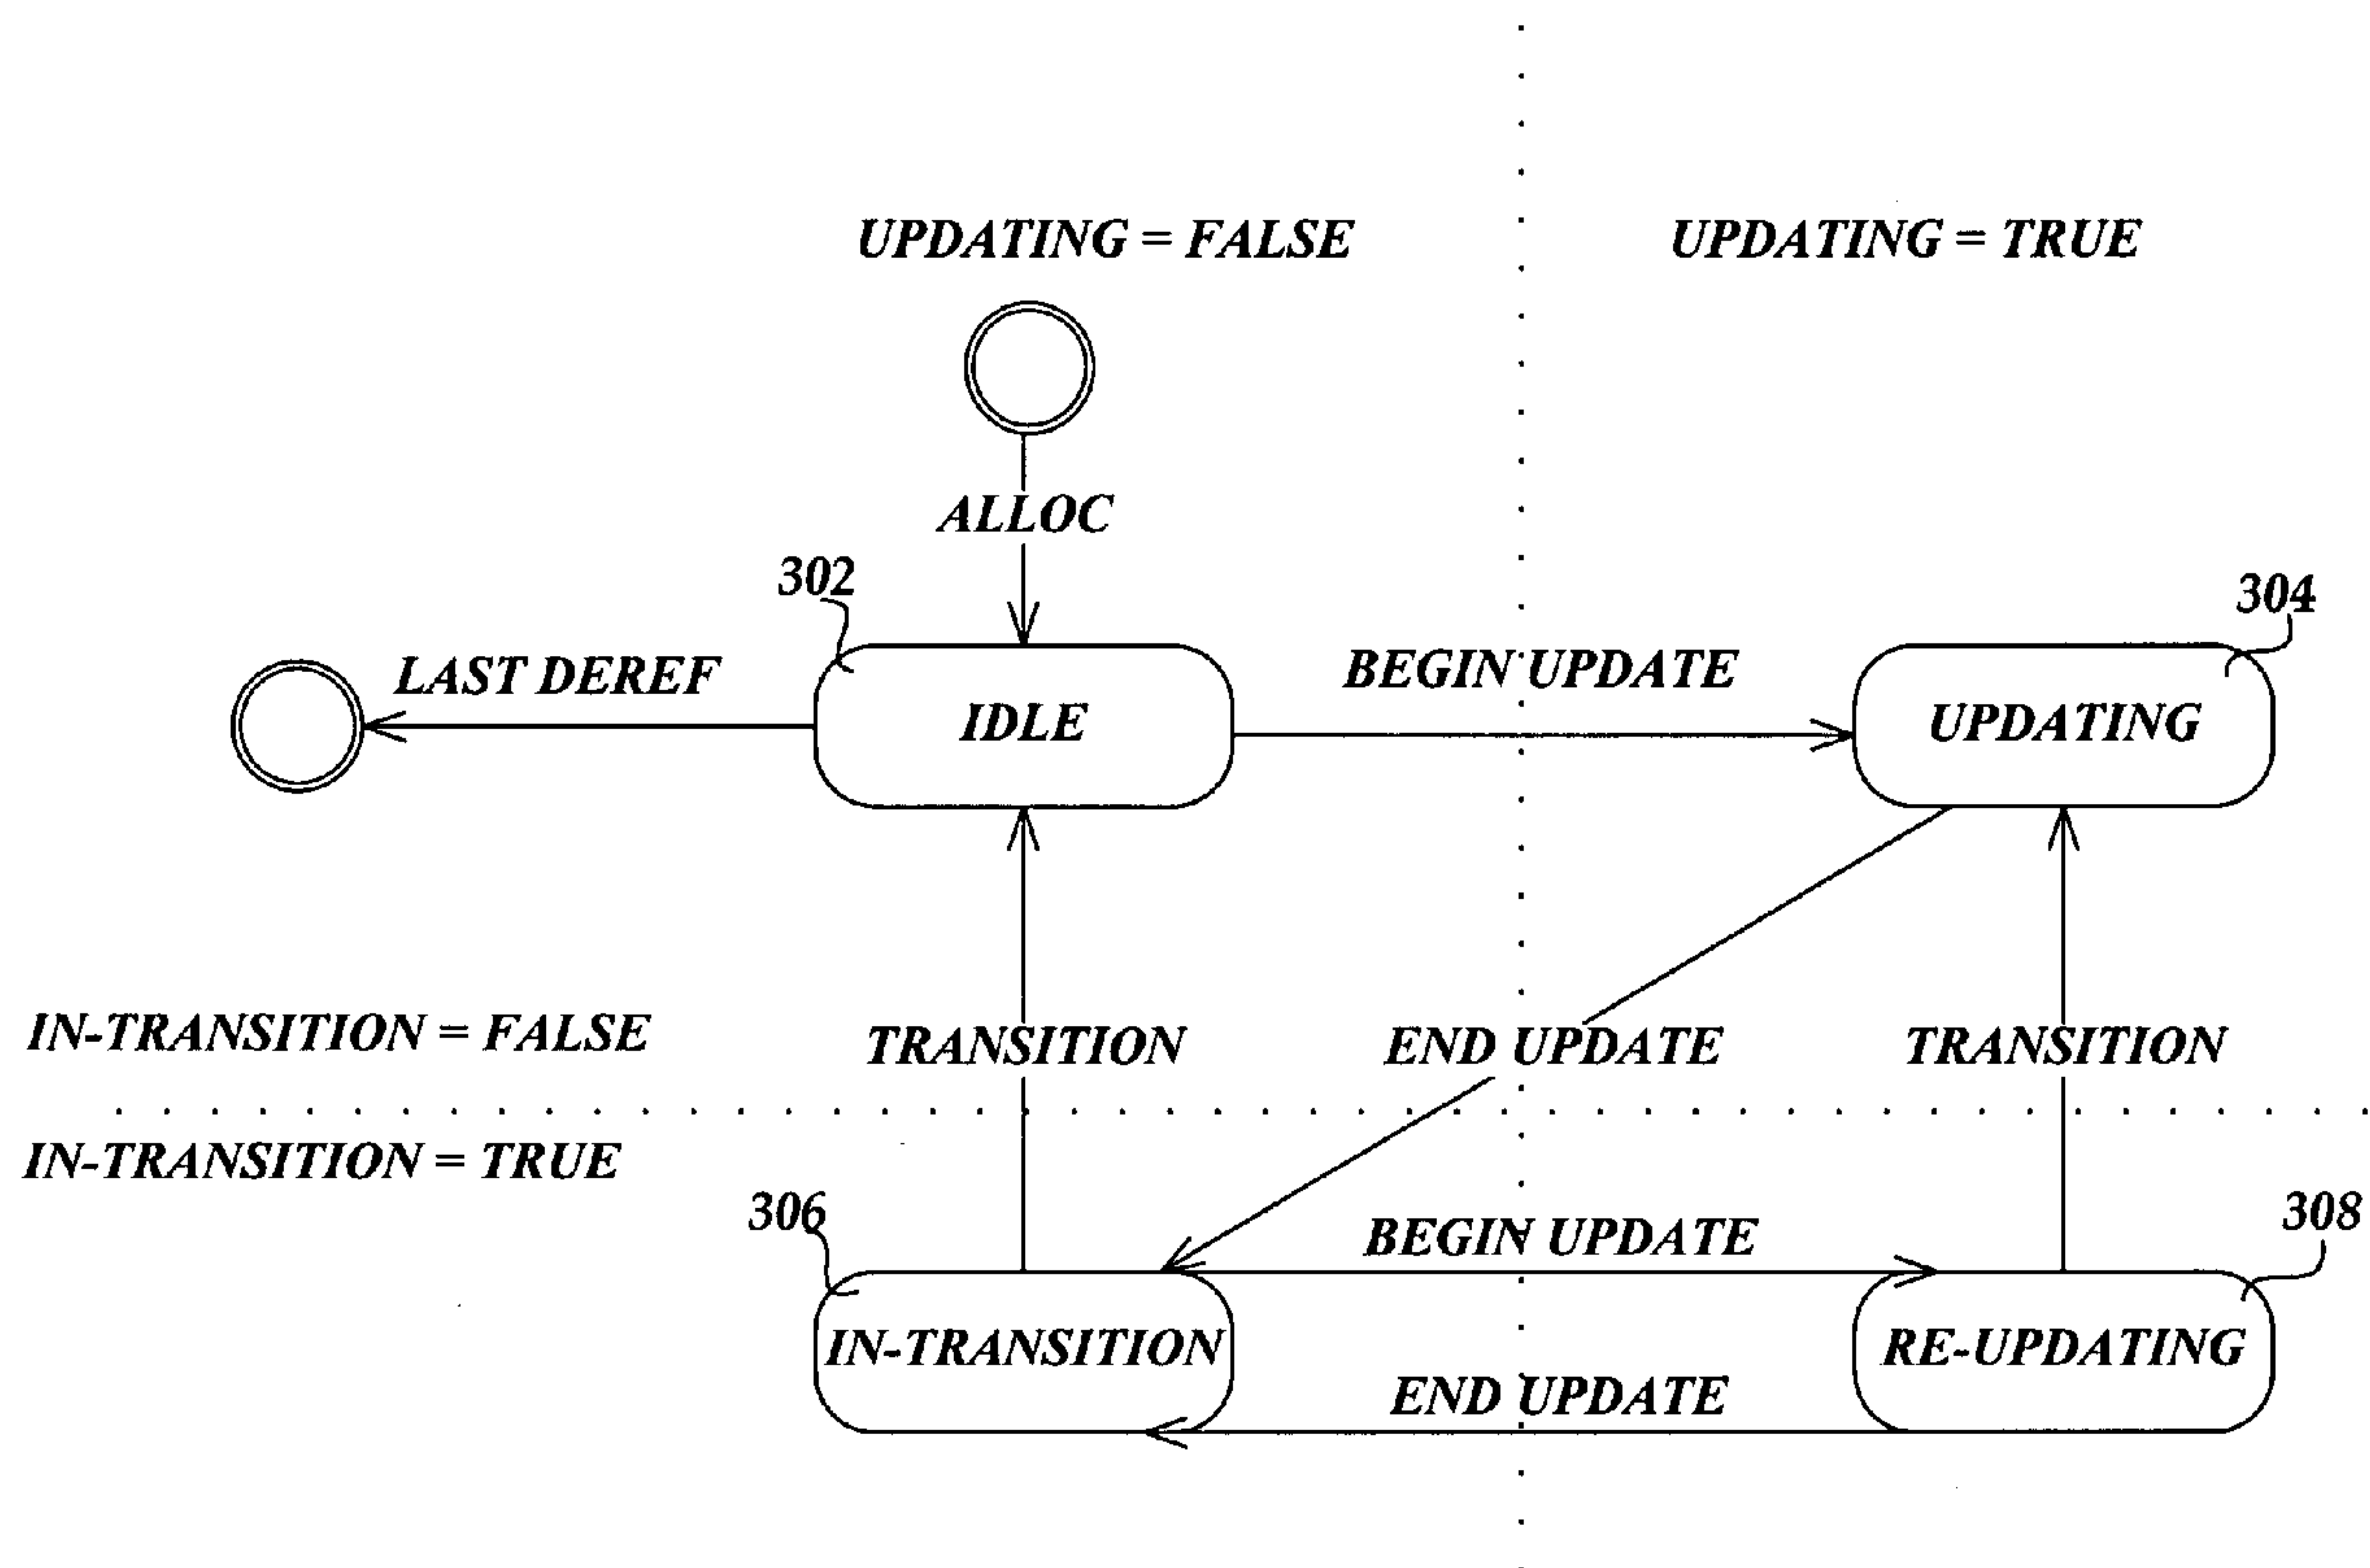 UPDATING = FALSE
UPDATING = TRUE
ALLOC
302
304
LAST DEREF
BEGIN UPDATE
IDLE
UPDATING
IN-TRANSITION = FALSE
TRANSITION
END UPDATE
TRANSITION
IN-TRANSITION = TRUE
306
308
BEGIN UPDATE
IN-TRANSITION
RE-UPDATING
END UPDATE